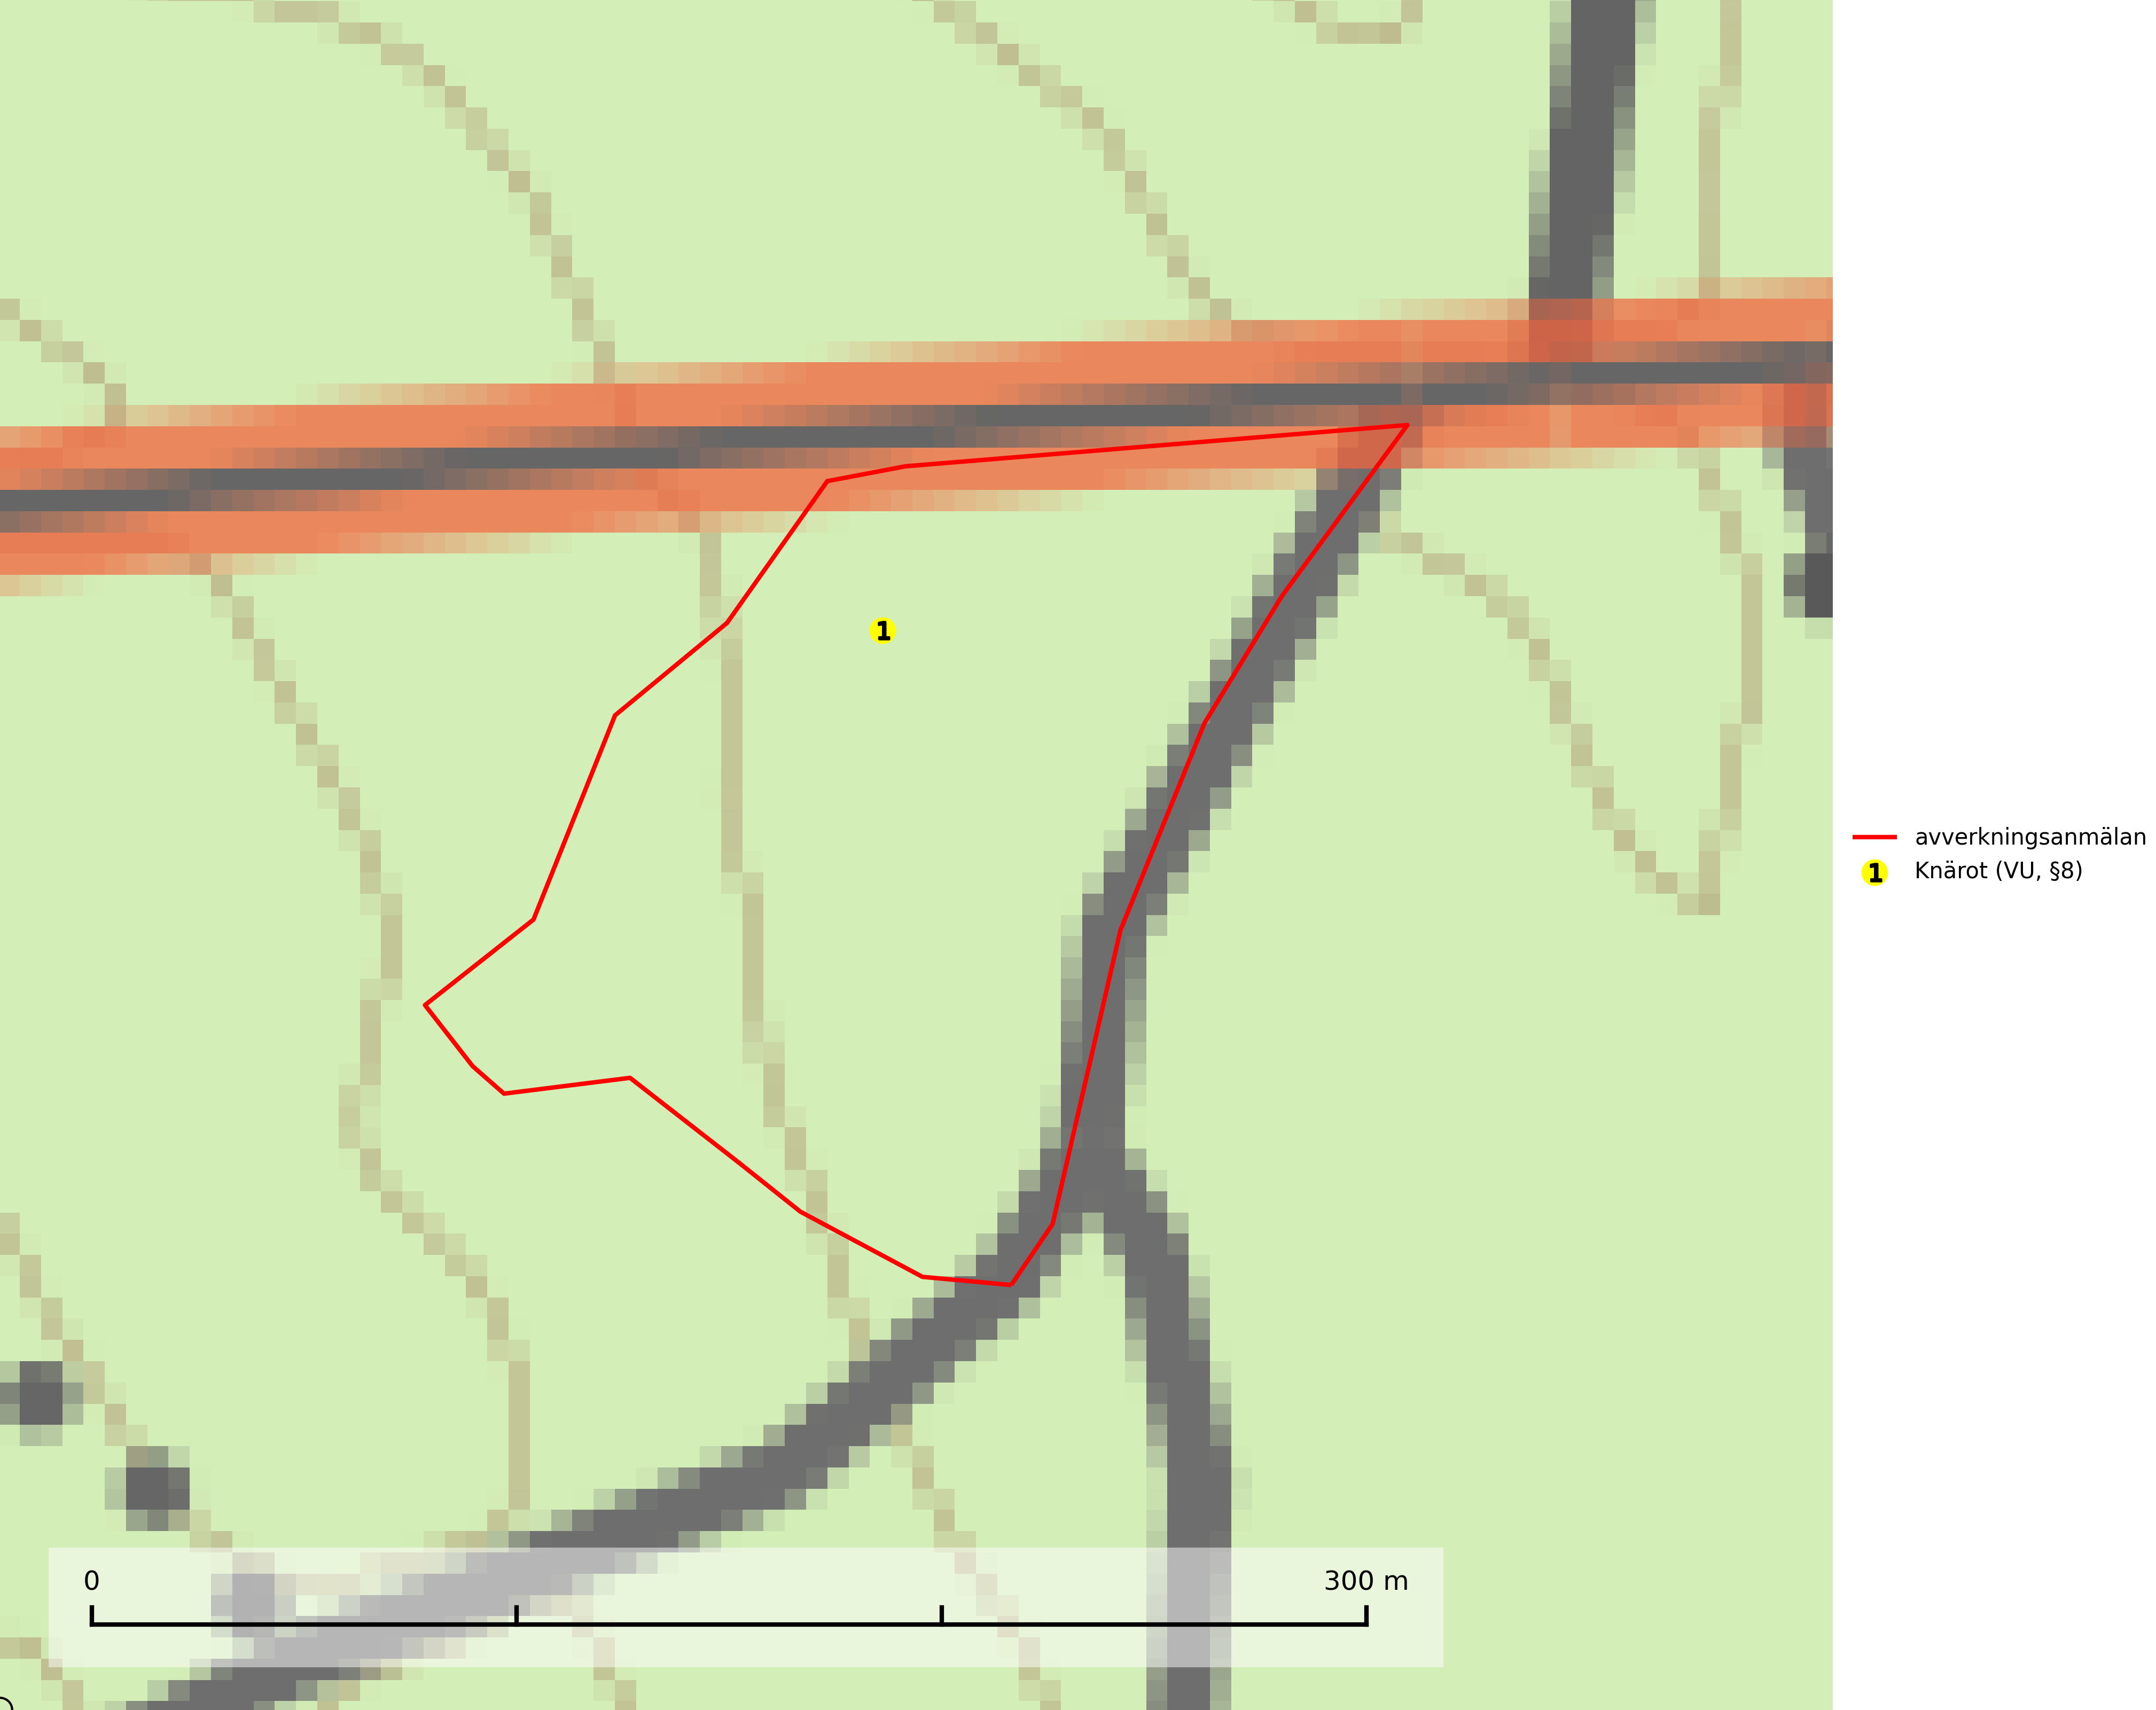 1
avverkningsanmälan
1 Knärot (VU, §8)
0 300 m